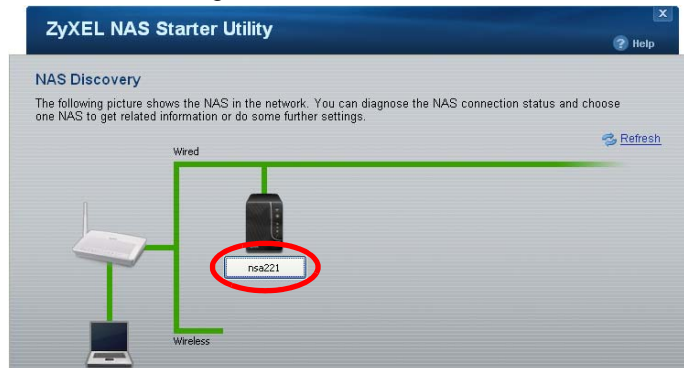 ZyXEL NAS Starter Utility
X
? Help
NAS Discovery
The following picture shows the NAS in the network. You can diagnose the NAS connection status and choose
one NAS to get related information or do some further settings.
Refresh
Wired
nsa221
Wireless